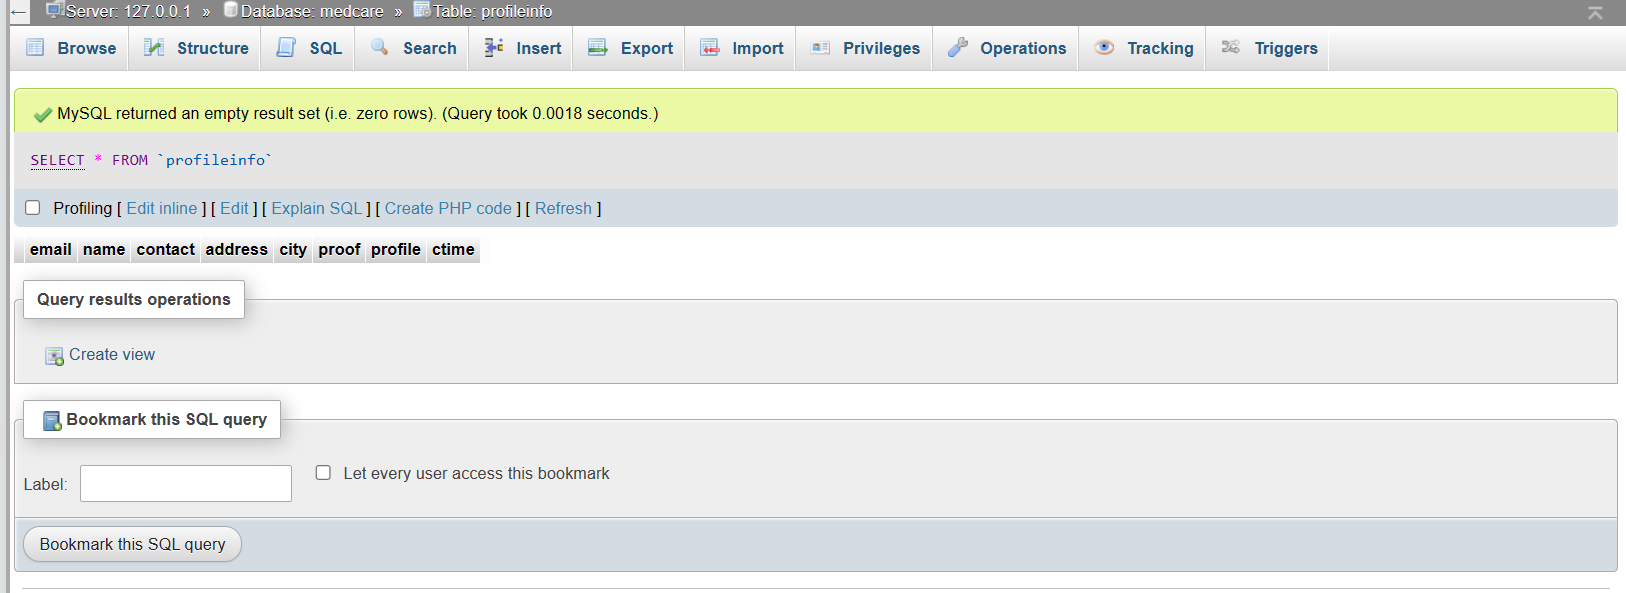 Server: 127.0.0.1 » Database: medcare » Table: profileinfo
Browse Structure SQL Search Insert Export Import Privileges Operations Tracking Triggers
MySQL returned an empty result set (i.e. zero rows). (Query took 0.0018 seconds.)
SELECT * FROM `profileinfo`
Profiling [ Edit inline ] [ Edit ] [ Explain SQL ] [ Create PHP code ] [ Refresh ]
email name contact address city proof profile ctime
Query results operations
Create view
Bookmark this SQL query
Label: Let every user access this bookmark
Bookmark this SQL query